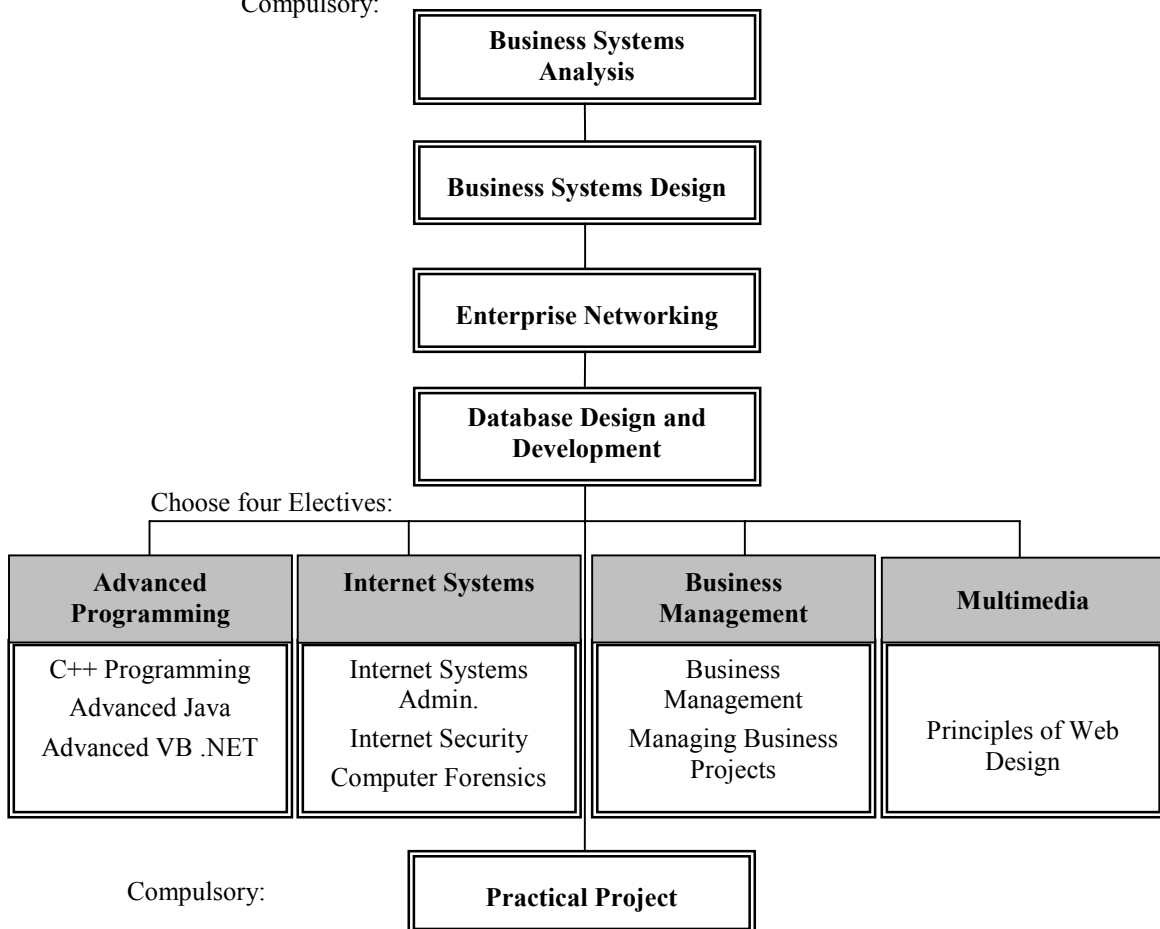 Compulsory:
Business Systems
Analysis
Business Systems Design
Enterprise Networking
Database Design and
Development
Choose four Electives:
Advanced
Programming
C++ Programming
Advanced Java
Advanced VB .NET
Internet Systems
Internet Systems
Admin.
Internet Security
Computer Forensics
Business
Management
Business
Management
Managing Business
Projects
Multimedia
Principles of Web
Design
Compulsory:
Practical Project